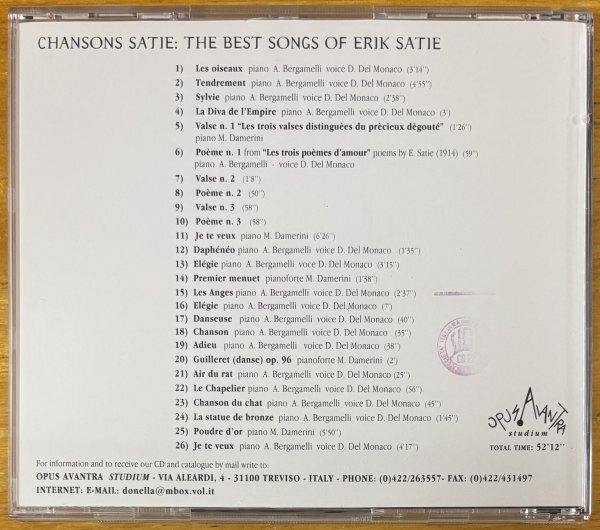 CHANSONS SATIE: THE BEST SONGS OF ERIK SATIE
1) Les oiseaux piano A. Bergamelli voice D. Del Monaco (3'14")
2) Tendrement piano A. Bergamelli voice D. Del Monaco (4'55")
3) Sylvie piano A. Bergamelli voice D. Del Monaco (2'38")
4) La Diva de l'Empire piano A. Bergamelli voice D. Del Monaco (3')
5) Valse n. 1 "Les trois valses distinguées du prècieux dègouté" (1'26")
piano M. Damerini
6) Poème n. 1 from "Les trois poèmes d'amour" poems by E. Satie (1914) (59")
piano A. Bergamelli - voice D. Del Monaco
7) Valse n. 2 (1'8")
8) Poème n. 2 (50")
9) Valse n. 3 (58")
10) Poème n. 3 (58")
11) Je te veux piano M. Damerini (6'26")
12) Daphénéo piano A. Bergamelli voice D. Del Monaco (1'35")
13) Elégie piano A. Bergamelli voice D. Del Monaco (3'15")
14) Premier menuet pianoforte M. Damerini (1'38")
15) Les Anges piano A. Bergamelli voice D. Del Monaco (2'37")
16) Elégie piano A. Bergamelli voice D. Del Monaco (7")
17) Danseuse piano A. Bergamelli voice D. Del Monaco (40")
18) Chanson piano A. Bergamelli voice D. Del Monaco (35")
19) Adieu piano A. Bergamelli voice D. Del Monaco (38")
20) Guilleret (danse) op. 96 pianoforte M. Damerini (2')
21) Air du rat piano A. Bergamelli voice D. Del Monaco (25")
22) Le Chapelier piano A. Bergamelli voice D. Del Monaco (56")
23) Chanson du chat piano A. Bergamelli voice D. Del Monaco (45")
24) La statue de bronze piano A. Bergamelli voice D. Del Monaco (1'45")
25) Poudre d'or piano M. Damerini (5'50")
26) Je te veux piano A. Bergamelli voice D. Del Monaco (4'17")
OPUS AVANTRA
studium
TOTAL TIME: 52'12"
For information and to receive our CD and catalogue by mail write to:
OPUS AVANTRA STUDIUM - VIA ALEARDI, 4 - 31100 TREVISO - ITALY - PHONE: (0)422/263557- FAX: (0)422/431497
INTERNET: E-MAIL: donella@mbox.vol.it